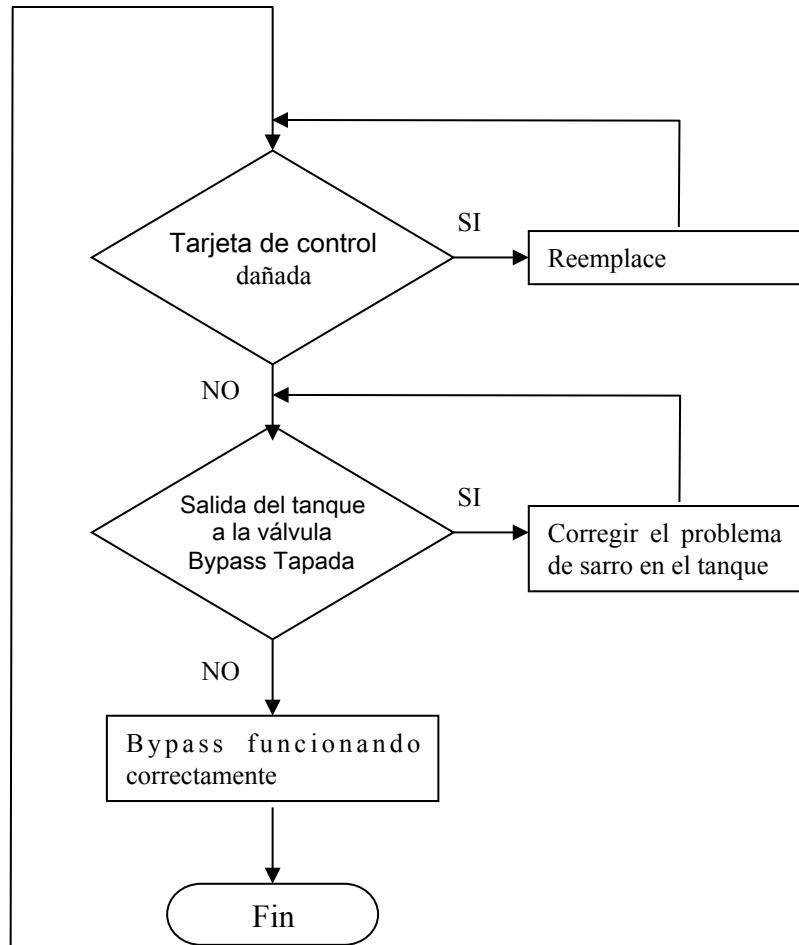 Tarjeta de control
dañada
SI
Reemplace
NO
Salida del tanque
a la válvula
Bypass Tapada
SI
Corregir el problema
de sarro en el tanque
NO
Bypass funcionando
correctamente
Fin